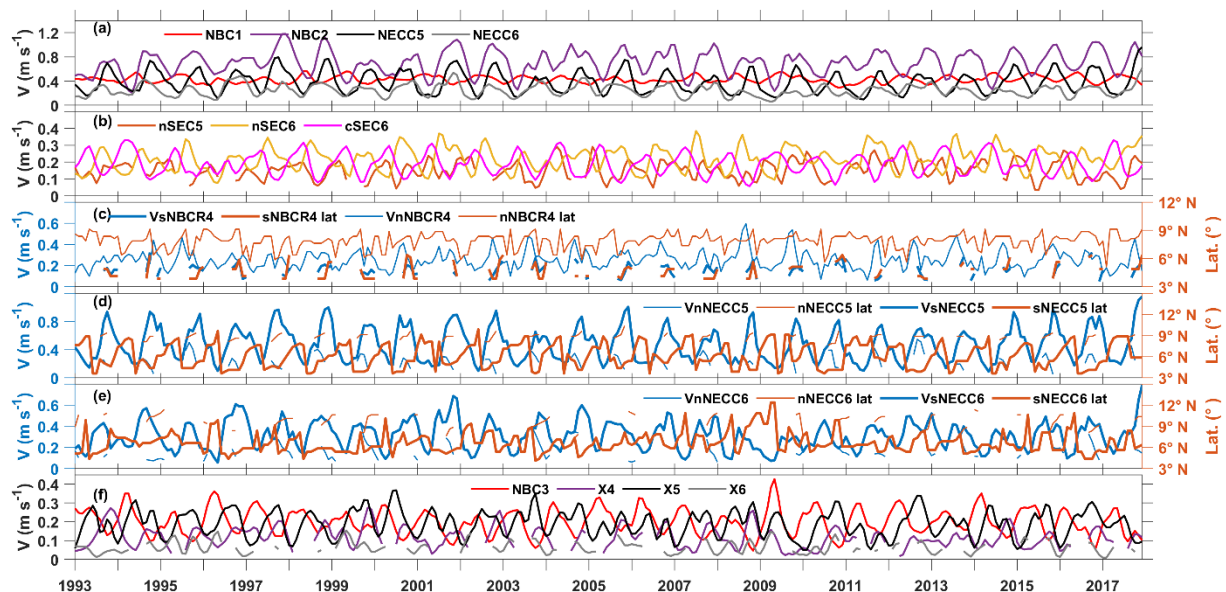 (a) NBC1 NBC2 NECC5 NECC6
V (m s⁻¹)
1.2
0.8
0.4
0
(b) nSEC5 nSEC6 cSEC6
V (m s⁻¹)
0.4
0.3
0.2
0.1
0
(c) VsNBCR4 sNBCR4 lat VnNBCR4 nNBCR4 lat
V (m s⁻¹)
0.6
0.4
0.2
0
12° N
9° N
6° N
3° N
Lat. (°)
(d) VnNECC5 nNECC5 lat VsNECC5 sNECC5 lat
V (m s⁻¹)
0.8
0.4
0
12° N
9° N
6° N
3° N
Lat. (°)
(e) VnNECC6 nNECC6 lat VsNECC6 sNECC6 lat
V (m s⁻¹)
0.6
0.4
0.2
0
12° N
9° N
6° N
3° N
Lat. (°)
(f) NBC3 X4 X5 X6
V (m s⁻¹)
0.4
0.3
0.2
0.1
0
1993 1995 1997 1999 2001 2003 2005 2007 2009 2011 2013 2015 2017